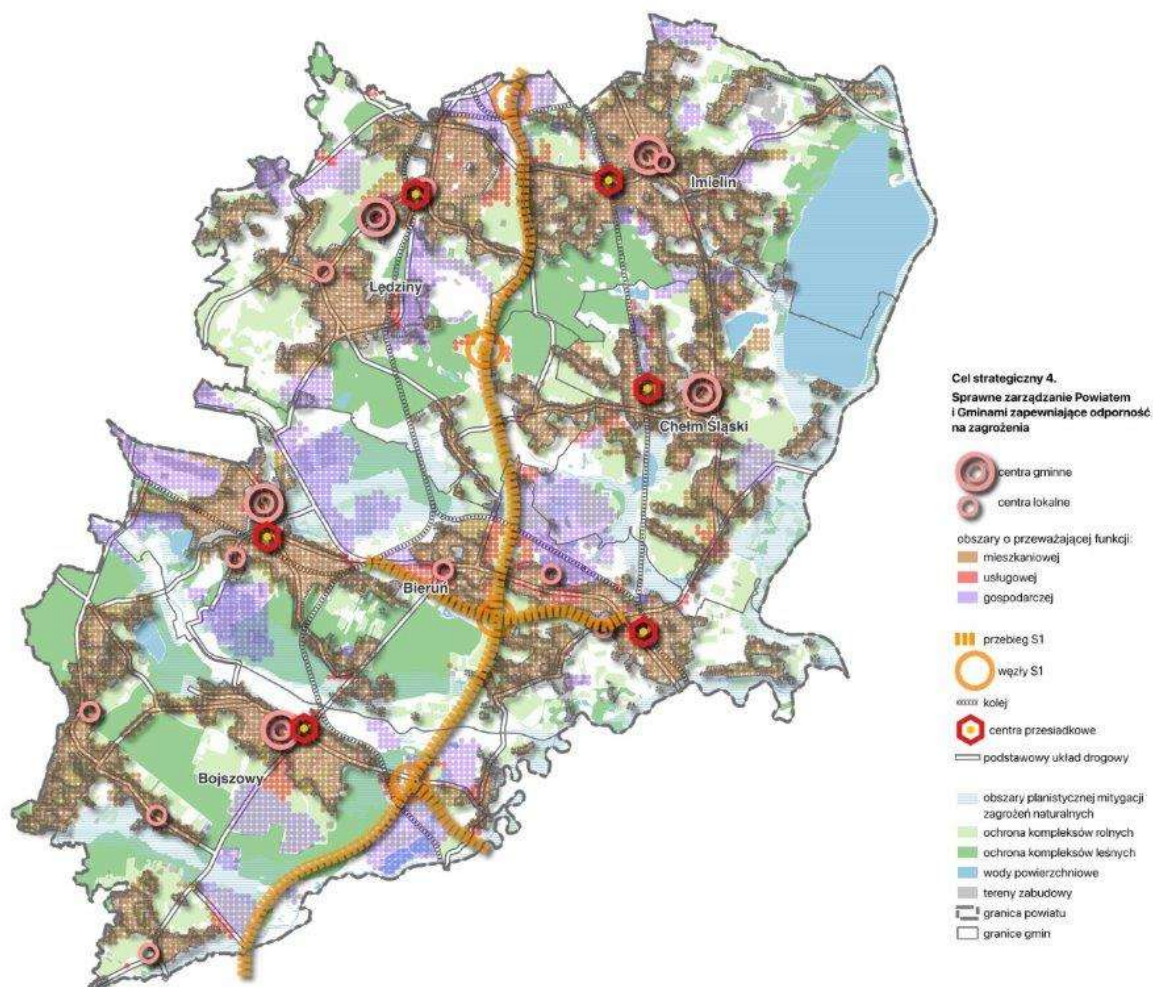 Imielin
Lędziny
Chełm Śląski
Bieruń
Bojszowy
Cel strategiczny 4.
Sprawne zarządzanie Powiatem
i Gminami zapewniające odporność
na zagrożenia
centra gminne
centra lokalne
obszary o przeważającej funkcji:
mieszkaniowej
usługowej
gospodarczej
przebieg S1
węzły S1
kolej
centra przesiadkowe
podstawowy układ drogowy
obszary planistycznej mitygacji
zagrożeń naturalnych
ochrona kompleksów rolnych
ochrona kompleksów leśnych
wody powierzchniowe
tereny zabudowy
granica powiatu
granice gmin